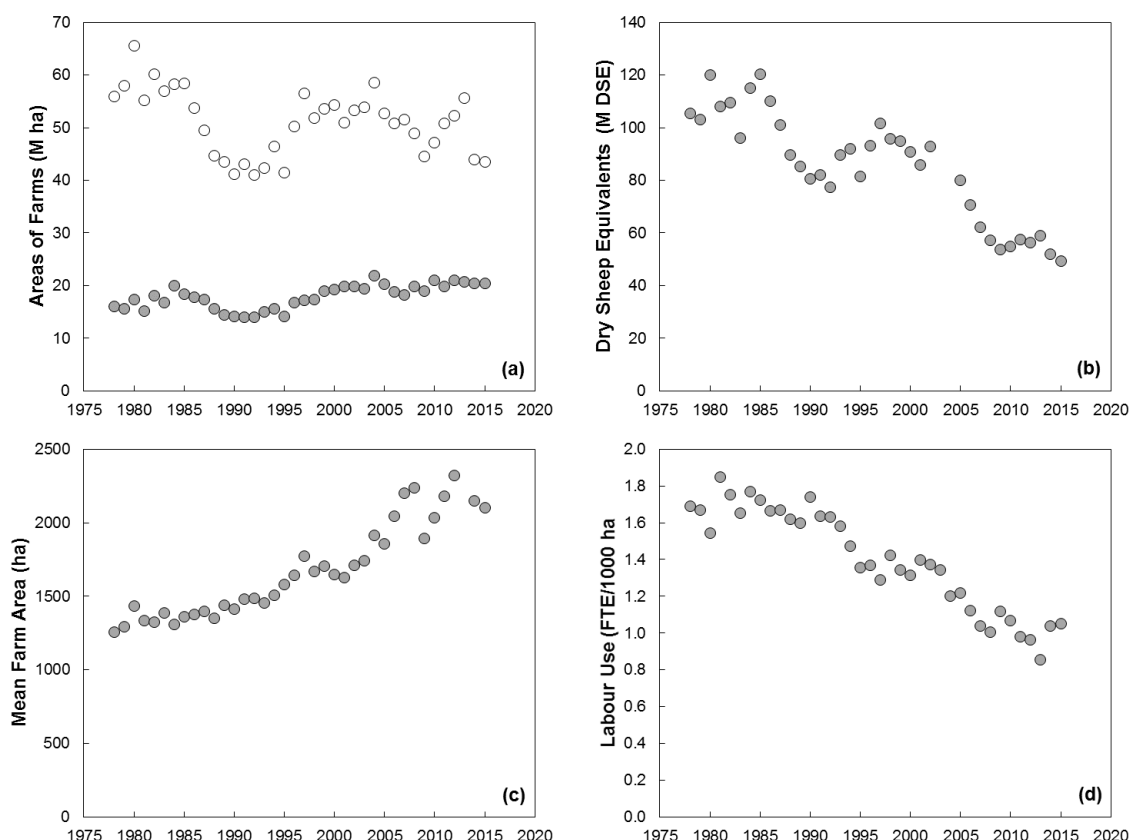 Areas of Farms (M ha)
70
60
50
40
30
20
10
0
1975 1980 1985 1990 1995 2000 2005 2010 2015 2020
(a)
Dry Sheep Equivalents (M DSE)
140
120
100
80
60
40
20
0
1975 1980 1985 1990 1995 2000 2005 2010 2015 2020
(b)
Mean Farm Area (ha)
2500
2000
1500
1000
500
0
1975 1980 1985 1990 1995 2000 2005 2010 2015 2020
(c)
Labour Use (FTE/1000 ha
2.0
1.8
1.6
1.4
1.2
1.0
0.8
0.6
0.4
0.2
0.0
1975 1980 1985 1990 1995 2000 2005 2010 2015 2020
(d)